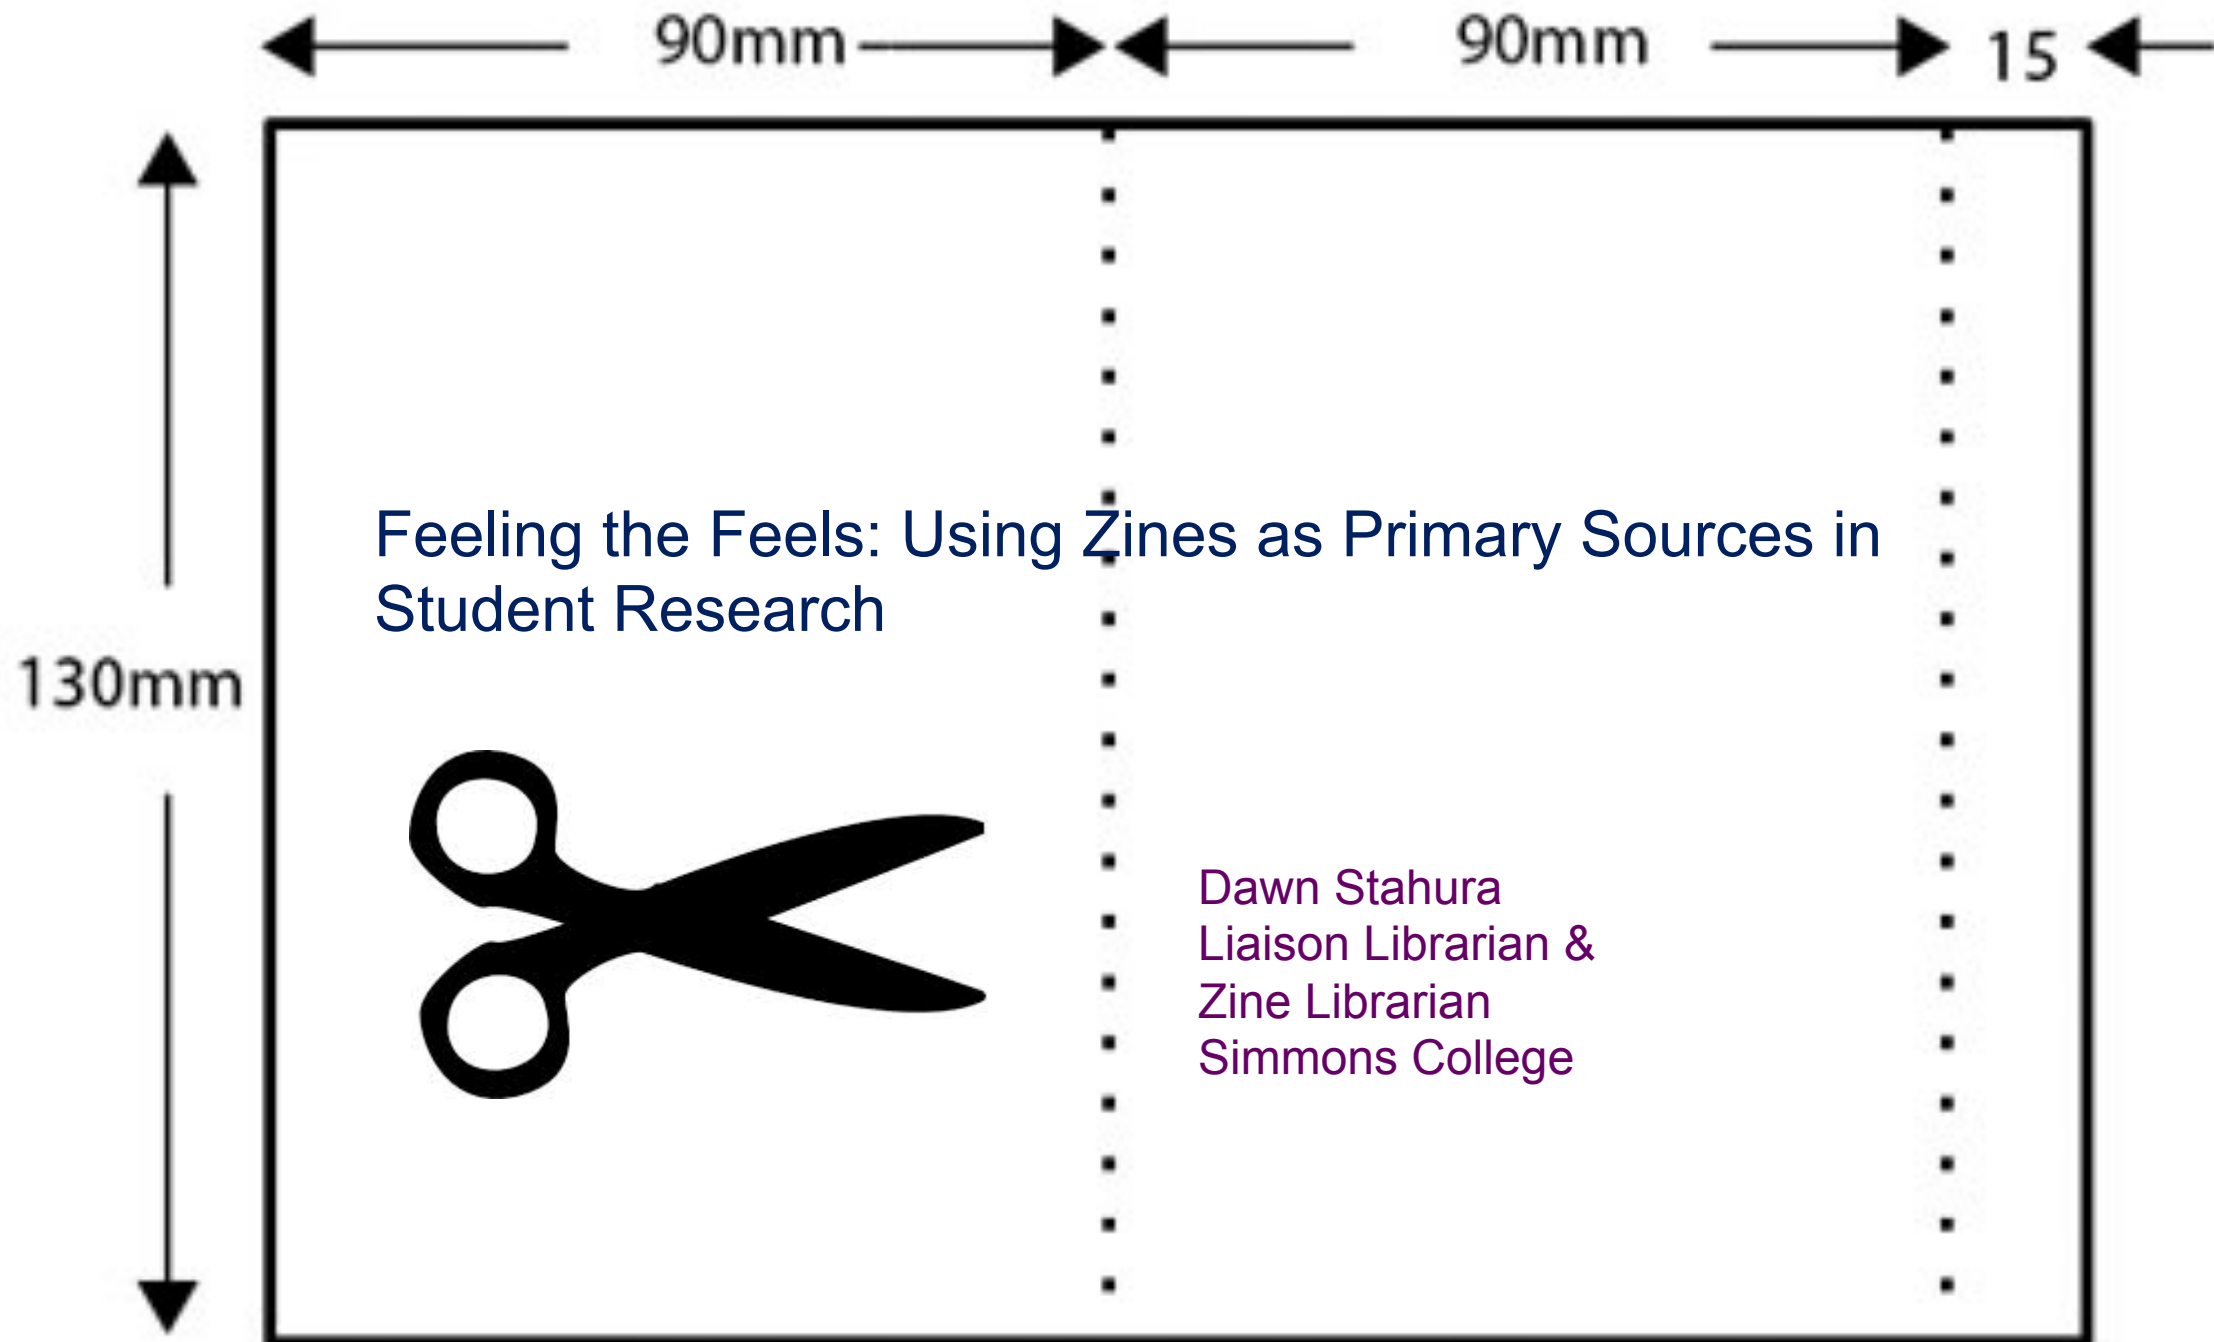 90mm 90mm 15
130mm
Feeling the Feels: Using Zines as Primary Sources in
Student Research
Dawn Stahura
Liaison Librarian &
Zine Librarian
Simmons College